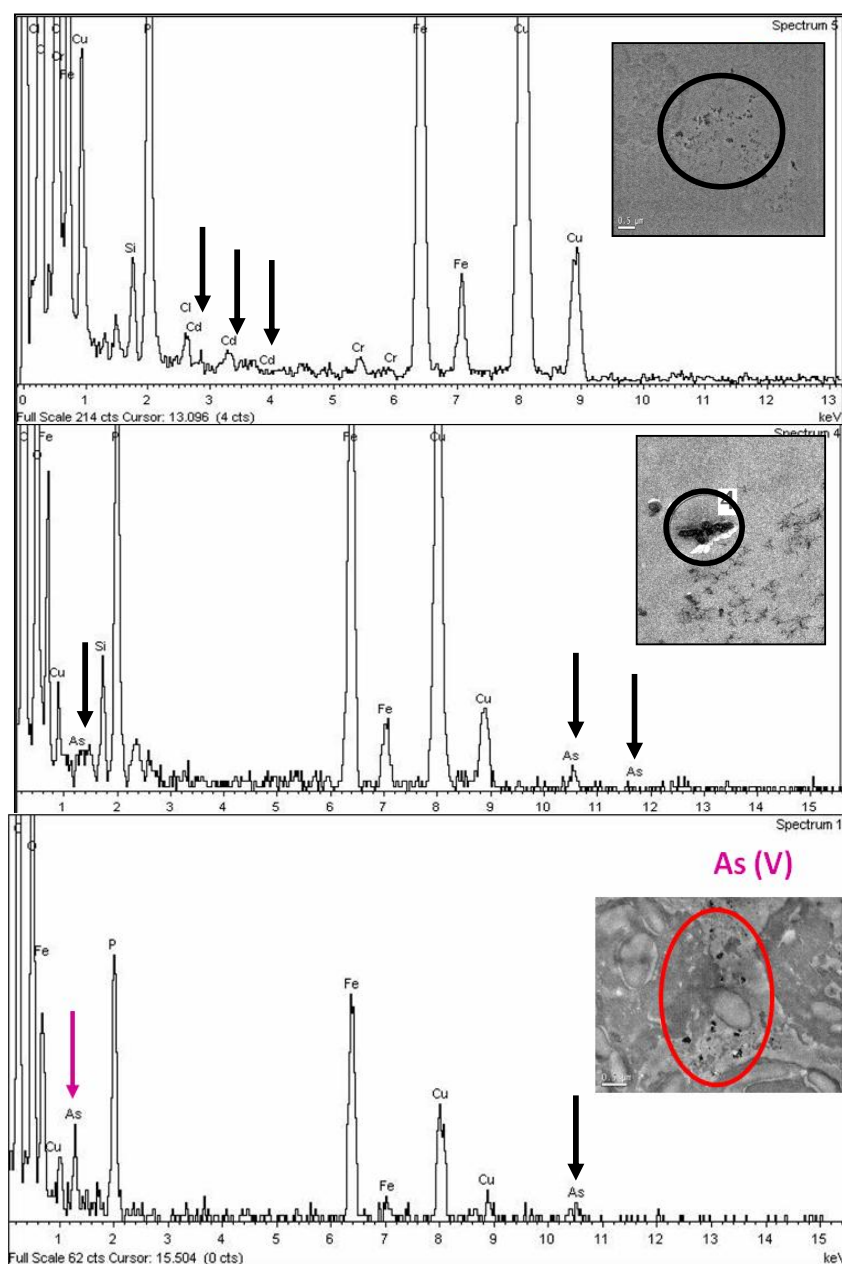 Spectrum 5
Cl C Cu P Fe Cu
C Cr Fe
Si
Cl
Cd Cd Cd
Cr Cr
Fe
Cu
0.5 µm
0 1 2 3 4 5 6 7 8 9 10 11 12 13
Full Scale 214 cts Cursor: 13.096 (4 cts) keV
Spectrum 4
C Fe P Fe Cu
O
Si
Cu
As
Fe
Cu
As
As
4
1 2 3 4 5 6 7 8 9 10 11 12 13 14 15
Spectrum 1
As (V)
O
Fe
P
As
Cu
Fe
Fe
Cu
Cu
As
0.5 µm
1 2 3 4 5 6 7 8 9 10 11 12 13 14 15
Full Scale 62 cts Cursor: 15.504 (0 cts) keV